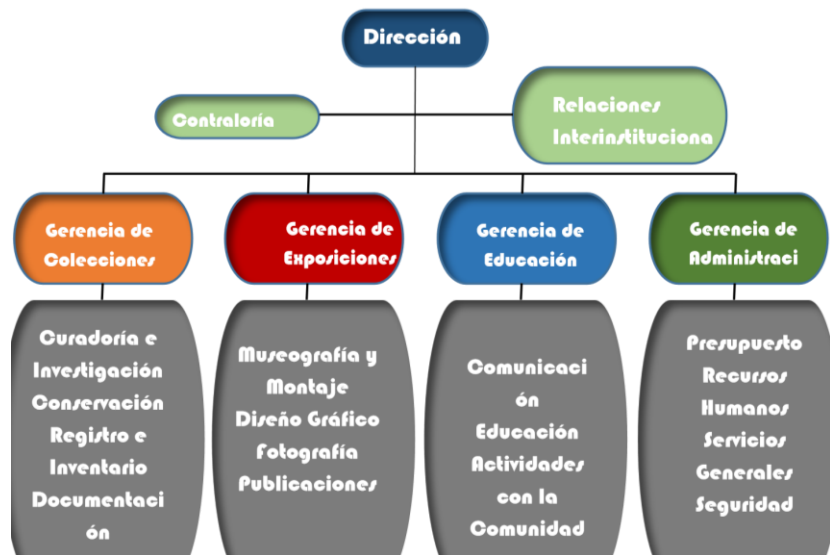 Dirección
Contraloría
Relaciones
Interinstituciona
Gerencia de
Colecciones
Gerencia de
Exposiciones
Gerencia de
Educación
Gerencia de
Administraci
Curadoría e
Investigación
Conservación
Registro e
Inventario
Documentaci
ón
Museografía y
Montaje
Diseño Gráfico
Fotografía
Publicaciones
Comunicaci
ón
Educación
Actividades
con la
Comunidad
Presupuesto
Recursos
Humanos
Servicios
Generales
Seguridad